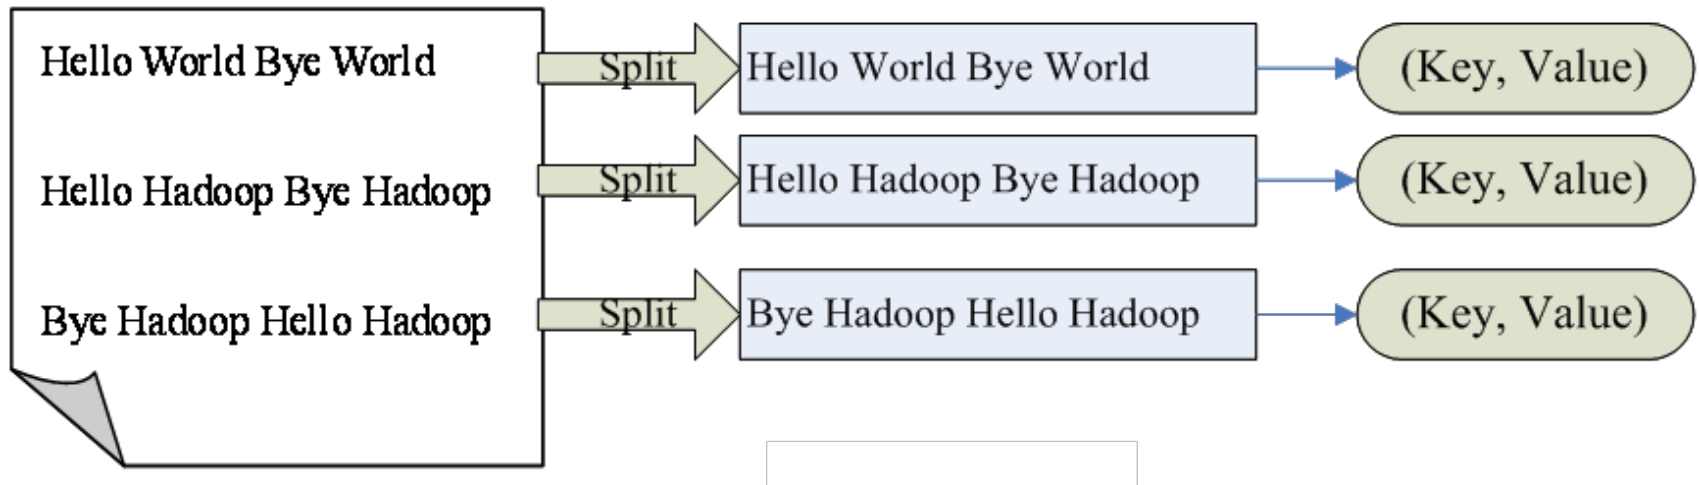 Hello World Bye World
Split
Hello World Bye World
(Key, Value)
Hello Hadoop Bye Hadoop
Split
Hello Hadoop Bye Hadoop
(Key, Value)
Bye Hadoop Hello Hadoop
Split
Bye Hadoop Hello Hadoop
(Key, Value)